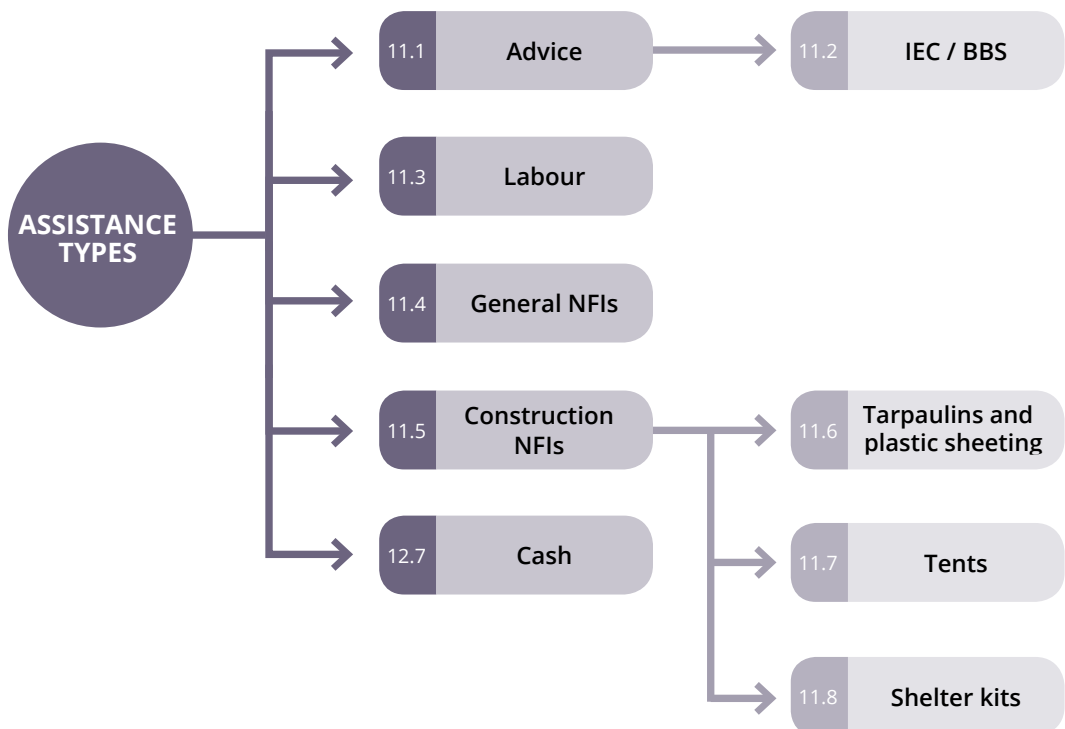 11.1 Advice
11.2 IEC / BBS
11.3 Labour
ASSISTANCE
TYPES
11.4 General NFIs
11.5 Construction
NFIs
11.6 Tarpaulins and
plastic sheeting
12.7 Cash
11.7 Tents
11.8 Shelter kits